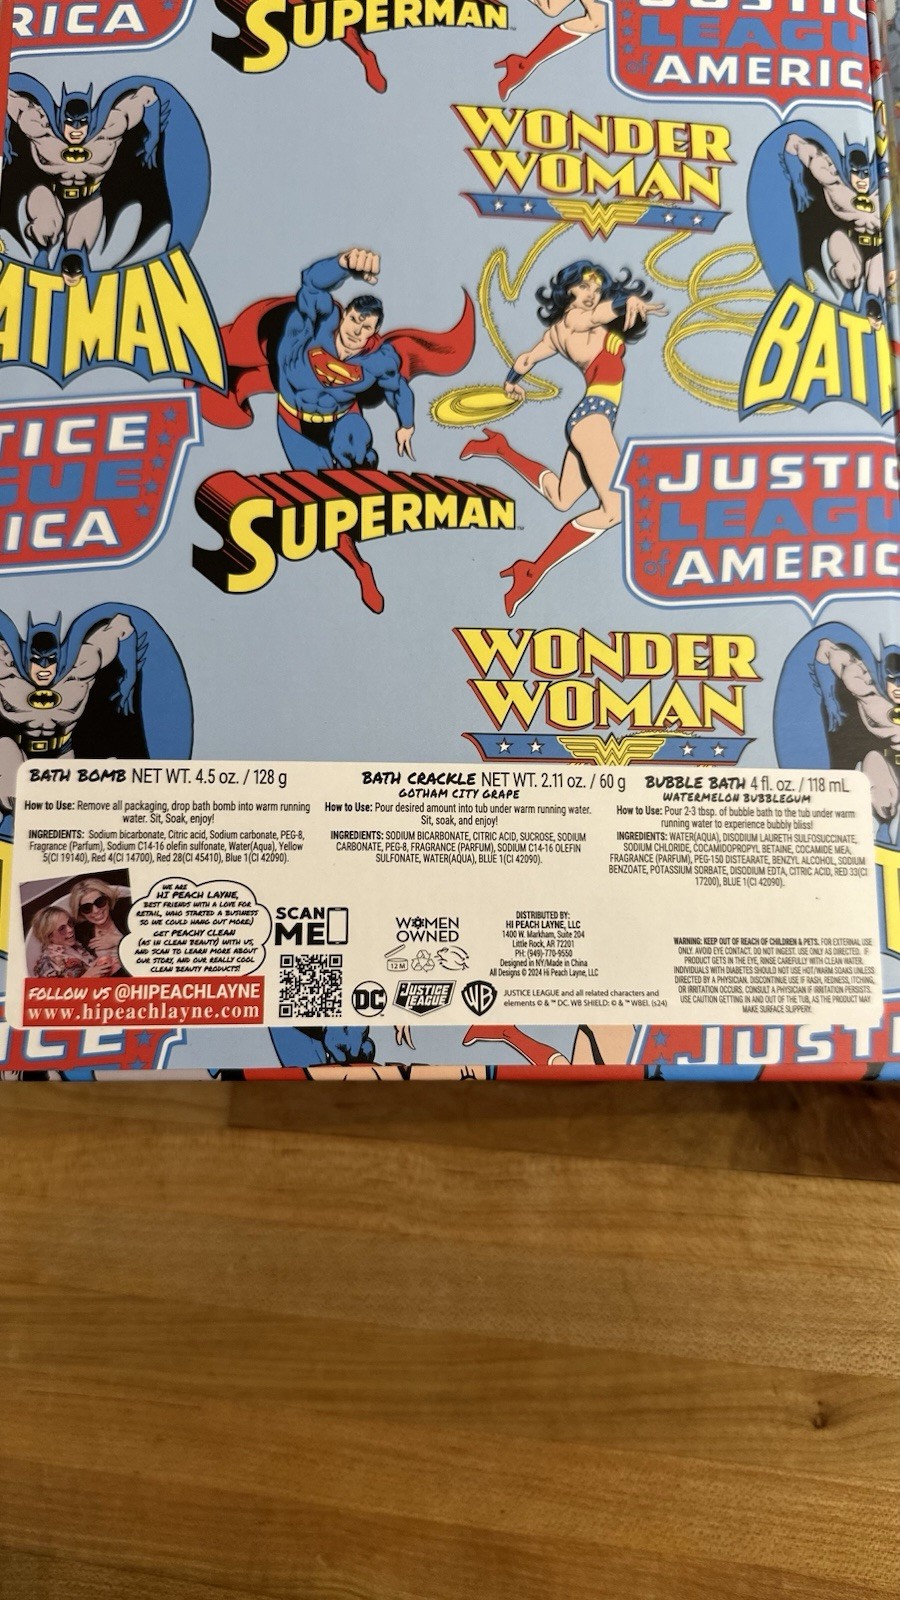 RICA
SUPERMAN
LEAGU
of AMERIC
WONDER
WOMAN
ATMAN
BAT
TICE
GUE
ICA
SUPERMAN™
JUSTIC
LEAGU
of AMERIC
WONDER
WOMAN
BATH BOMB NET WT. 4.5 oz. / 128 g
How to Use: Remove all packaging, drop bath bomb into warm running
water. Sit, Soak, enjoy!
INGREDIENTS: Sodium bicarbonate, Citric acid, Sodium carbonate, PEG-8,
Fragrance (Parfum), Sodium C14-16 olefin sulfonate, Water(Aqua), Yellow
5(CI 19140), Red 4(CI 14700), Red 28(CI 45410), Blue 1(CI 42090).
BATH CRACKLE NET WT. 2.11 oz. / 60 g
GOTHAM CITY GRAPE
How to Use: Pour desired amount into tub under warm running water.
Sit, soak, and enjoy!
INGREDIENTS: SODIUM BICARBONATE, CITRIC ACID, SUCROSE, SODIUM
CARBONATE, PEG-8, FRAGRANCE (PARFUM), SODIUM C14-16 OLEFIN
SULFONATE, WATER(AQUA), BLUE 1(CI 42090).
BUBBLE BATH 4 fl. oz. / 118 mL
WATERMELON BUBBLEGUM
How to Use: Pour 2-3 tbsp. of bubble bath to the tub under warm
running water to experience bubbly bliss!
INGREDIENTS: WATER(AQUA), DISODIUM LAURETH SULFOSUCCINATE,
SODIUM CHLORIDE, COCAMIDOPROPYL BETAINE, COCAMIDE MEA,
FRAGRANCE (PARFUM), PEG-150 DISTEARATE, BENZYL ALCOHOL, SODIUM
BENZOATE, POTASSIUM SORBATE, DISODIUM EDTA, CITRIC ACID, RED 33(CI
17200), BLUE 1(CI 42090).
WE ARE
HI PEACH LAYNE,
BEST FRIENDS WITH A LOVE FOR
RETAIL, WHO STARTED A BUSINESS
SO WE COULD HANG OUT MORE!
GET PEACHY CLEAN
(AS IN CLEAN BEAUTY) WITH US,
AND SCAN TO LEARN MORE ABOUT
OUR STORY, AND OUR REALLY COOL
CLEAN BEAUTY PRODUCTS!
FOLLOW US @HIPEACHLAYNE
www.hipeachlayne.com
SCAN
ME
WOMEN
OWNED
12 M
DISTRIBUTED BY:
HI PEACH LAYNE, LLC
1400 W. Markham, Suite 204
Little Rock, AR 72201
PH: (949)-770-9550
Designed in NY/Made in China
All Designs © 2024 Hi Peach Layne, LLC
DC
JUSTICE
LEAGUE
WB
JUSTICE LEAGUE and all related characters and
elements © & ™ DC. WB SHIELD: © & ™ WBEI. (s24)
WARNING: KEEP OUT OF REACH OF CHILDREN & PETS. FOR EXTERNAL USE
ONLY. AVOID EYE CONTACT. DO NOT INGEST. USE ONLY AS DIRECTED. IF
PRODUCT GETS IN THE EYE, RINSE CAREFULLY WITH CLEAN WATER.
INDIVIDUALS WITH DIABETES SHOULD NOT USE HOT/WARM SOAKS UNLESS
DIRECTED BY A PHYSICIAN. DISCONTINUE USE IF RASH, REDNESS, ITCHING,
OR IRRITATION OCCURS. CONSULT A PHYSICIAN IF IRRITATION PERSISTS.
USE CAUTION GETTING IN AND OUT OF THE TUB, AS THE PRODUCT MAY
MAKE SURFACE SLIPPERY.
JUSTI